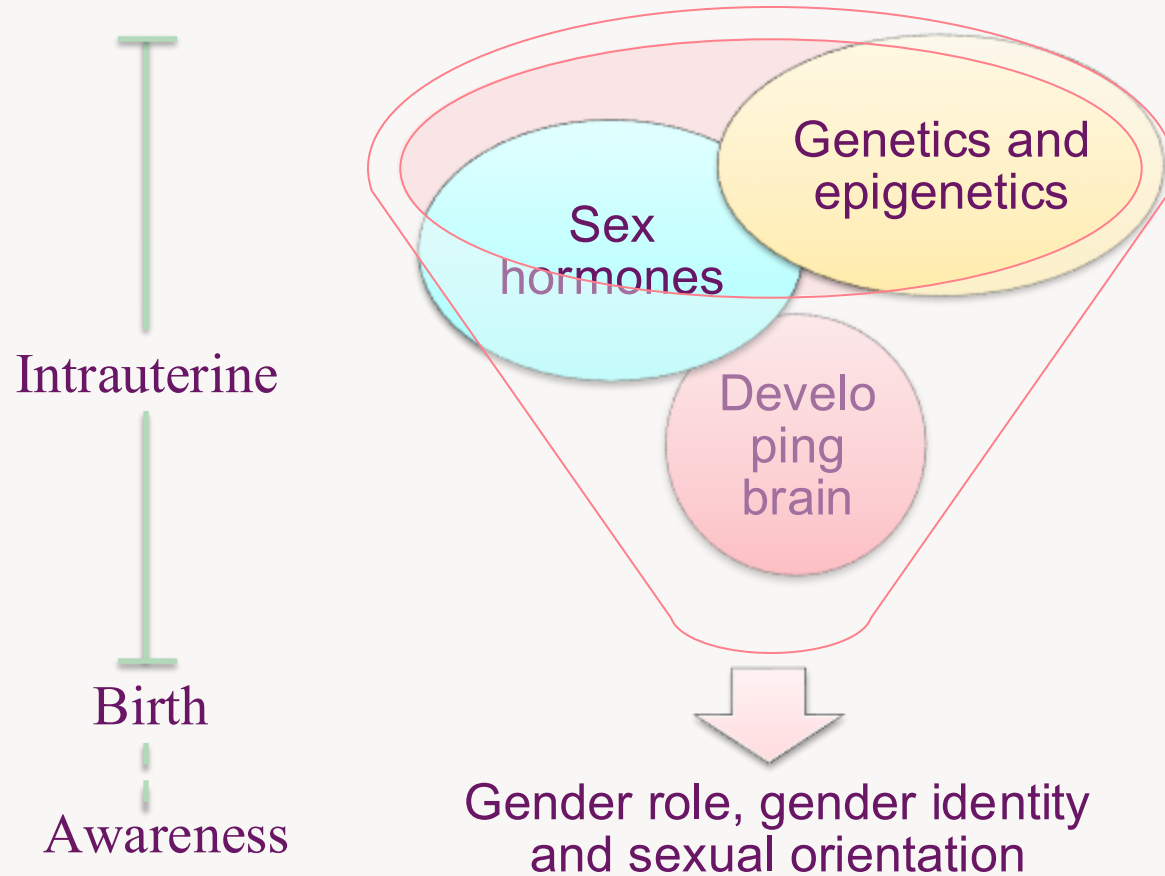 Genetics and
epigenetics
Sex
hormones
Intrauterine
Develo
ping
brain
Birth
Awareness
Gender role, gender identity
and sexual orientation